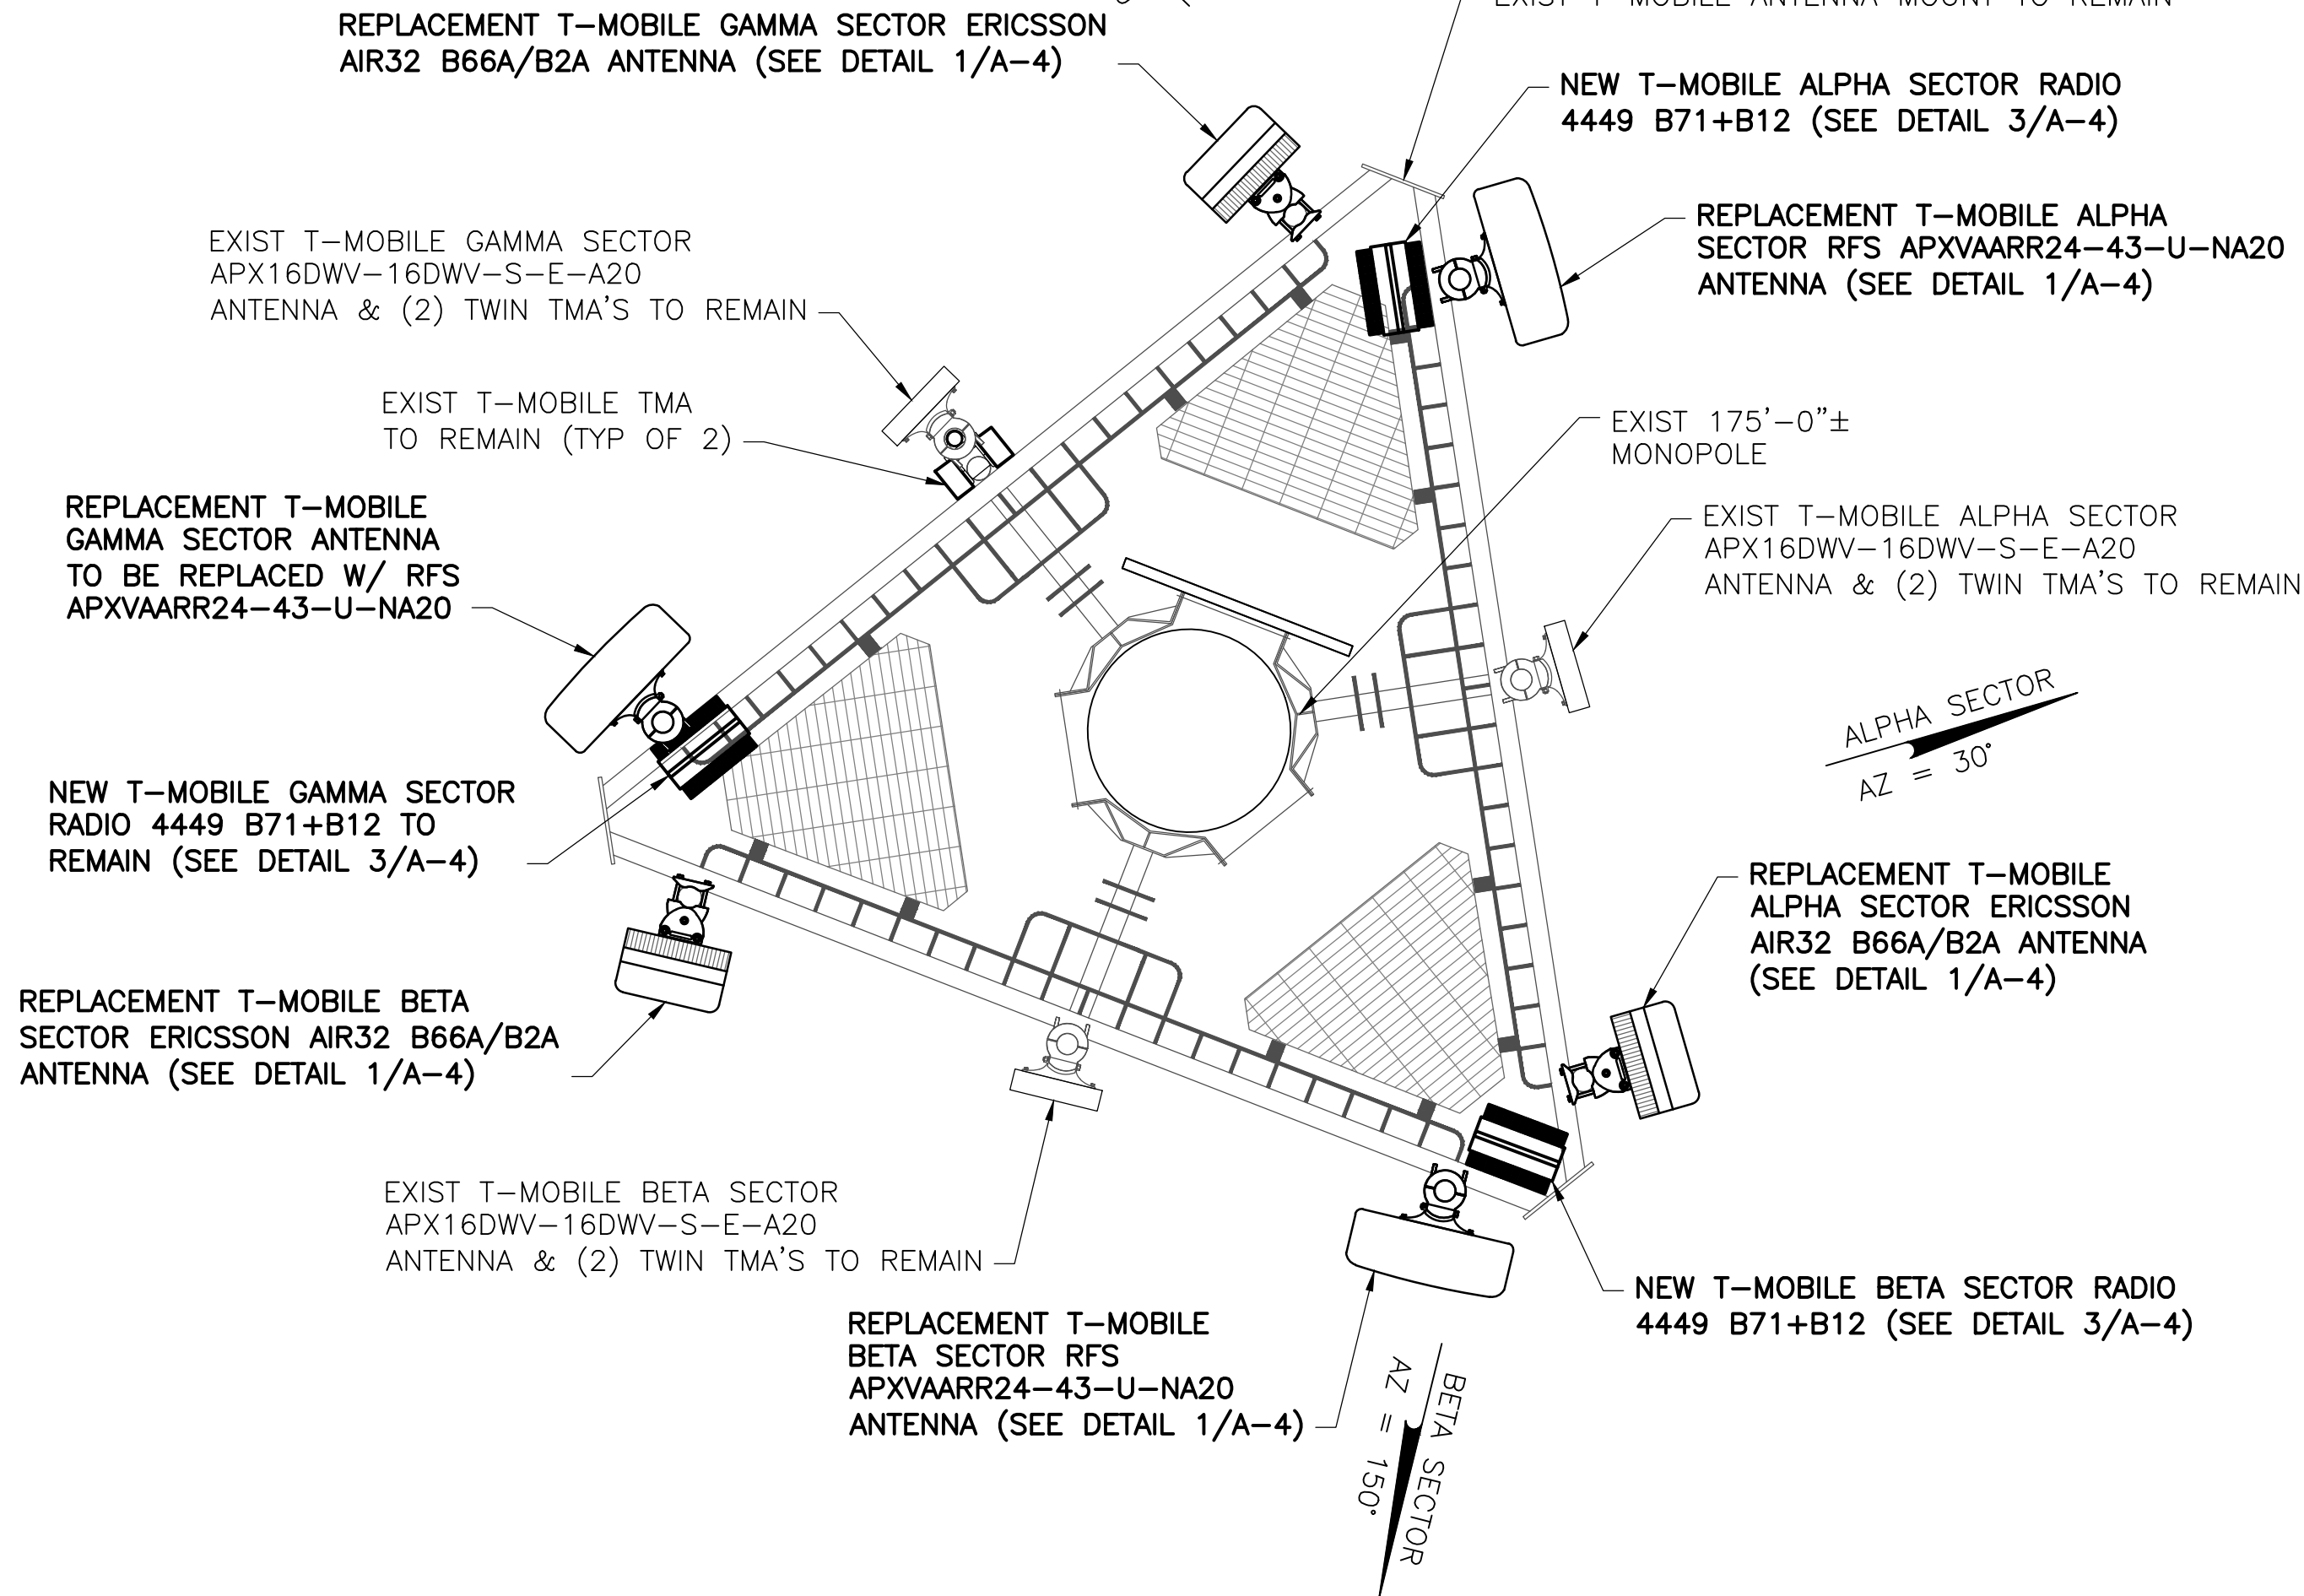 EXIST T-MOBILE ANTENNA MOUNT TO REMAIN
REPLACEMENT T-MOBILE GAMMA SECTOR ERICSSON
AIR32 B66A/B2A ANTENNA (SEE DETAIL 1/A-4)
NEW T-MOBILE ALPHA SECTOR RADIO
4449 B71+B12 (SEE DETAIL 3/A-4)
REPLACEMENT T-MOBILE ALPHA
SECTOR RFS APXVAARR24-43-U-NA20
ANTENNA (SEE DETAIL 1/A-4)
EXIST T-MOBILE GAMMA SECTOR
APX16DWV-16DWV-S-E-A20
ANTENNA & (2) TWIN TMA'S TO REMAIN
EXIST T-MOBILE TMA
TO REMAIN (TYP OF 2)
EXIST 175'-0"±
MONOPOLE
REPLACEMENT T-MOBILE
GAMMA SECTOR ANTENNA
TO BE REPLACED W/ RFS
APXVAARR24-43-U-NA20
EXIST T-MOBILE ALPHA SECTOR
APX16DWV-16DWV-S-E-A20
ANTENNA & (2) TWIN TMA'S TO REMAIN
ALPHA SECTOR
AZ = 30°
NEW T-MOBILE GAMMA SECTOR
RADIO 4449 B71+B12 TO
REMAIN (SEE DETAIL 3/A-4)
REPLACEMENT T-MOBILE
ALPHA SECTOR ERICSSON
AIR32 B66A/B2A ANTENNA
(SEE DETAIL 1/A-4)
REPLACEMENT T-MOBILE BETA
SECTOR ERICSSON AIR32 B66A/B2A
ANTENNA (SEE DETAIL 1/A-4)
EXIST T-MOBILE BETA SECTOR
APX16DWV-16DWV-S-E-A20
ANTENNA & (2) TWIN TMA'S TO REMAIN
NEW T-MOBILE BETA SECTOR RADIO
4449 B71+B12 (SEE DETAIL 3/A-4)
REPLACEMENT T-MOBILE
BETA SECTOR RFS
APXVAARR24-43-U-NA20
ANTENNA (SEE DETAIL 1/A-4)
BETA SECTOR
AZ = 150°